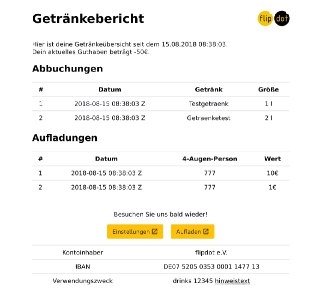 Getränkebericht
flip dot
Hier ist deine Getränkeübersicht seit dem 15.08.2018 08:38:03.
Dein aktuelles Guthaben beträgt -50€.
Abbuchungen
# Datum Getränk Größe
1 2018-08-15 08:38:03 Z Testgetraenk 1 l
2 2018-08-15 08:38:03 Z Getraenketest 2 l
Aufladungen
# Datum 4-Augen-Person Wert
1 2018-08-15 08:38:03 Z 777 10€
2 2018-08-15 08:38:03 Z 777 1€
Besuchen Sie uns bald wieder!
Einstellungen Aufladen
Kontoinhaber flipdot e.V.
IBAN DE07 5205 0353 0001 1477 13
Verwendungszweck drinks 12345 hinweistext